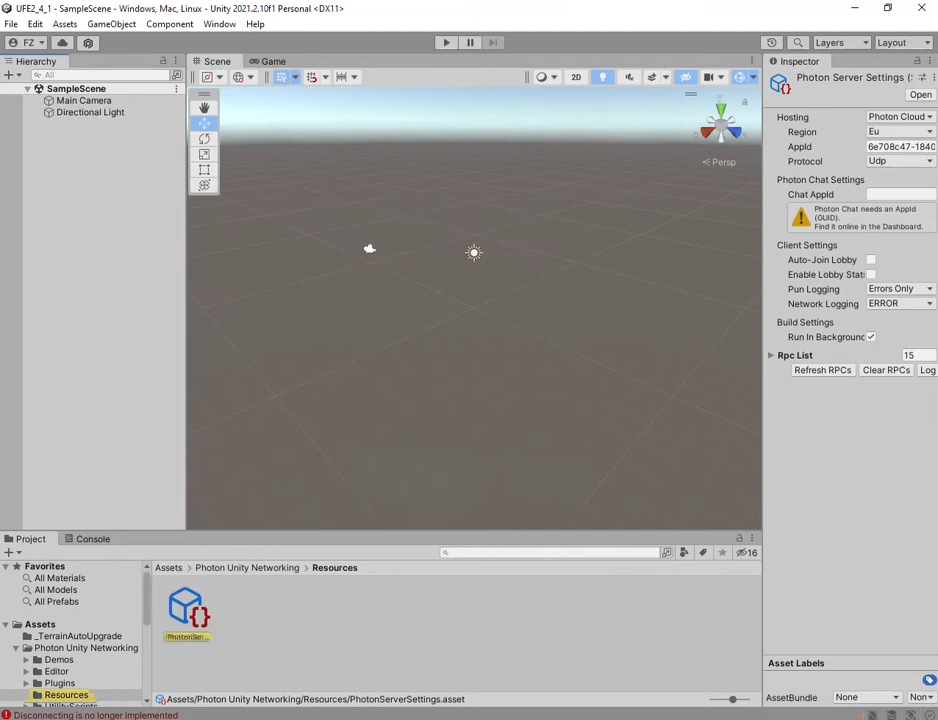 UFE2_4_1 - SampleScene - Windows, Mac, Linux - Unity 2021.2.10f1 Personal <DX11>
File Edit Assets GameObject Component Window Help
FZ Layers Layout
Hierarchy Scene Game Inspector
All
2D
SampleScene
Main Camera
Directional Light
Persp
Photon Server Settings (
Open
Hosting Photon Cloud
Region Eu
AppId 6e708c47-1840
Protocol Udp
Photon Chat Settings
Chat AppId
Photon Chat needs an AppId
(GUID).
Find it online in the Dashboard.
Client Settings
Auto-Join Lobby
Enable Lobby Stat
Pun Logging Errors Only
Network Logging ERROR
Build Settings
Run In Background
Rpc List 15
Refresh RPCs Clear RPCs Log
Project Console
16
Favorites
All Materials
All Models
All Prefabs
Assets
_TerrainAutoUpgrade
Photon Unity Networking
Demos
Editor
Plugins
Resources
UtilityScripts
Assets > Photon Unity Networking > Resources
PhotonSer...
Assets/Photon Unity Networking/Resources/PhotonServerSettings.asset
Asset Labels
AssetBundle None Non
Disconnecting is no longer implemented